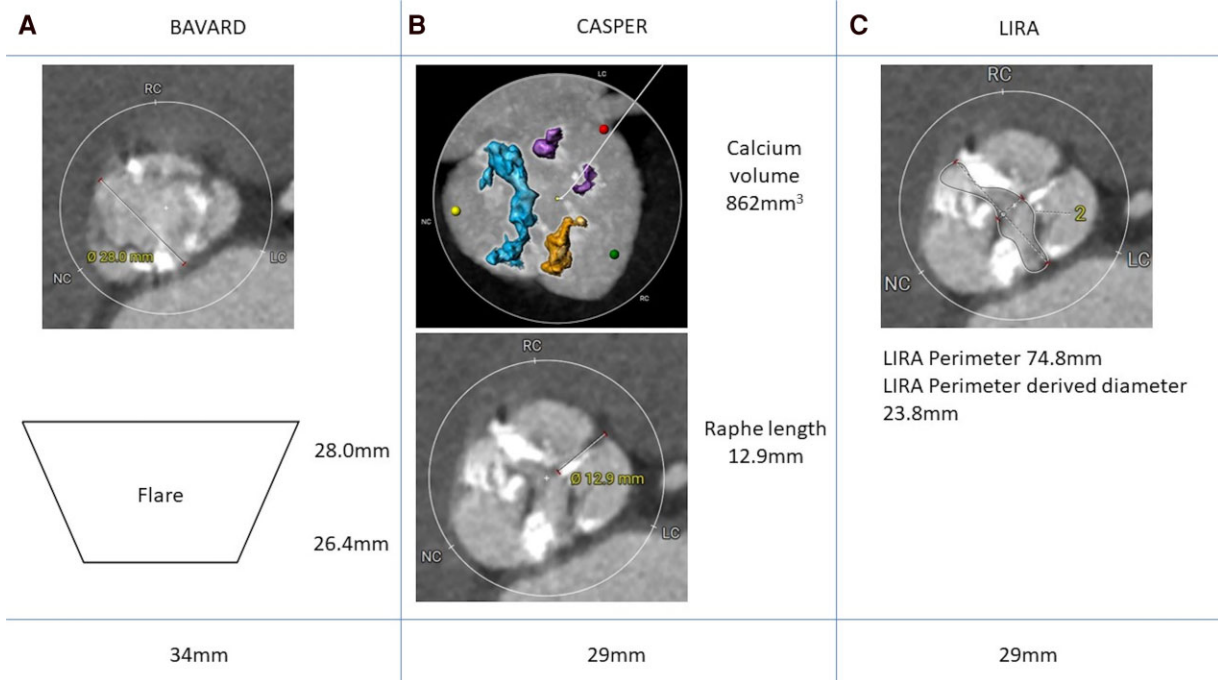 A
BAVARD
B
CASPER
C
LIRA
RC
Ø 28.0 mm
NC
LC
LC
NC
RC
Calcium
volume
862mm³
RC
2
NC
LC
LIRA Perimeter 74.8mm
LIRA Perimeter derived diameter
23.8mm
28.0mm
Flare
26.4mm
RC
Ø 12.9 mm
NC
LC
Raphe length
12.9mm
34mm
29mm
29mm